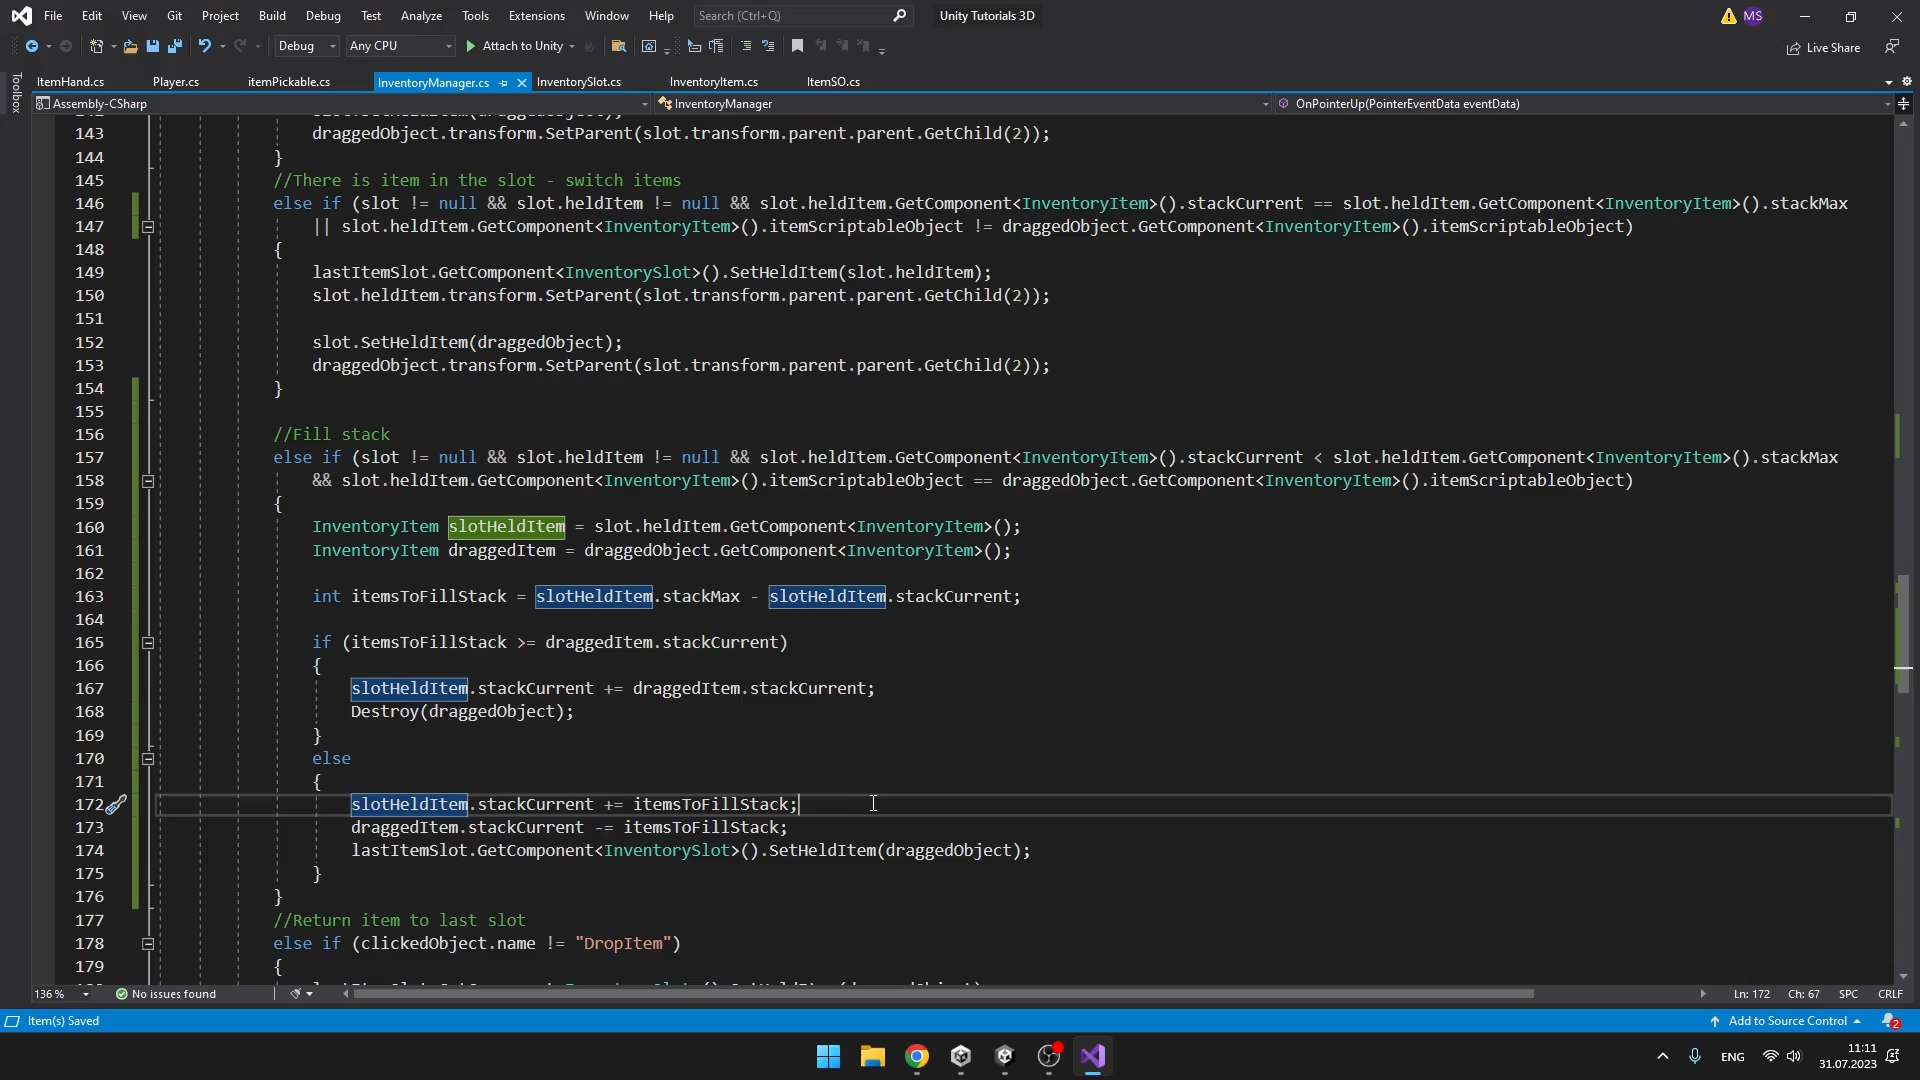 File Edit View Git Project Build Debug Test Analyze Tools Extensions Window Help Search (Ctrl+Q) Unity Tutorials 3D MS
Debug Any CPU Attach to Unity Live Share
Toolbox
ItemHand.cs Player.cs itemPickable.cs InventoryManager.cs InventorySlot.cs InventoryItem.cs ItemSO.cs
Assembly-CSharp InventoryManager OnPointerUp(PointerEventData eventData)
143 draggedObject.transform.SetParent(slot.transform.parent.parent.GetChild(2));
144 }
145 //There is item in the slot - switch items
146 else if (slot != null && slot.heldItem != null && slot.heldItem.GetComponent<InventoryItem>().stackCurrent == slot.heldItem.GetComponent<InventoryItem>().stackMax
147 || slot.heldItem.GetComponent<InventoryItem>().itemScriptableObject != draggedObject.GetComponent<InventoryItem>().itemScriptableObject)
148 {
149 lastItemSlot.GetComponent<InventorySlot>().SetHeldItem(slot.heldItem);
150 slot.heldItem.transform.SetParent(slot.transform.parent.parent.GetChild(2));
151
152 slot.SetHeldItem(draggedObject);
153 draggedObject.transform.SetParent(slot.transform.parent.parent.GetChild(2));
154 }
155
156 //Fill stack
157 else if (slot != null && slot.heldItem != null && slot.heldItem.GetComponent<InventoryItem>().stackCurrent < slot.heldItem.GetComponent<InventoryItem>().stackMax
158 && slot.heldItem.GetComponent<InventoryItem>().itemScriptableObject == draggedObject.GetComponent<InventoryItem>().itemScriptableObject)
159 {
160 InventoryItem slotHeldItem = slot.heldItem.GetComponent<InventoryItem>();
161 InventoryItem draggedItem = draggedObject.GetComponent<InventoryItem>();
162
163 int itemsToFillStack = slotHeldItem.stackMax - slotHeldItem.stackCurrent;
164
165 if (itemsToFillStack >= draggedItem.stackCurrent)
166 {
167 slotHeldItem.stackCurrent += draggedItem.stackCurrent;
168 Destroy(draggedObject);
169 }
170 else
171 {
172 slotHeldItem.stackCurrent += itemsToFillStack;
173 draggedItem.stackCurrent -= itemsToFillStack;
174 lastItemSlot.GetComponent<InventorySlot>().SetHeldItem(draggedObject);
175 }
176 }
177 //Return item to last slot
178 else if (clickedObject.name != "DropItem")
179 {
136 % No issues found Ln: 172 Ch: 67 SPC CRLF
Item(s) Saved Add to Source Control 2
ENG 11:11
31.07.2023